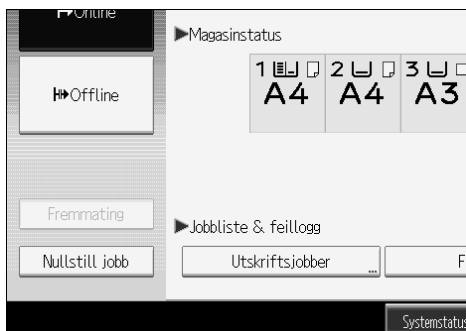 Online
Magasinstatus
Offline
1 2 3
A4 A4 A3
Fremmating
Jobbliste & feillogg
Nullstill jobb
Utskriftsjobber ...
F
Systemstatus